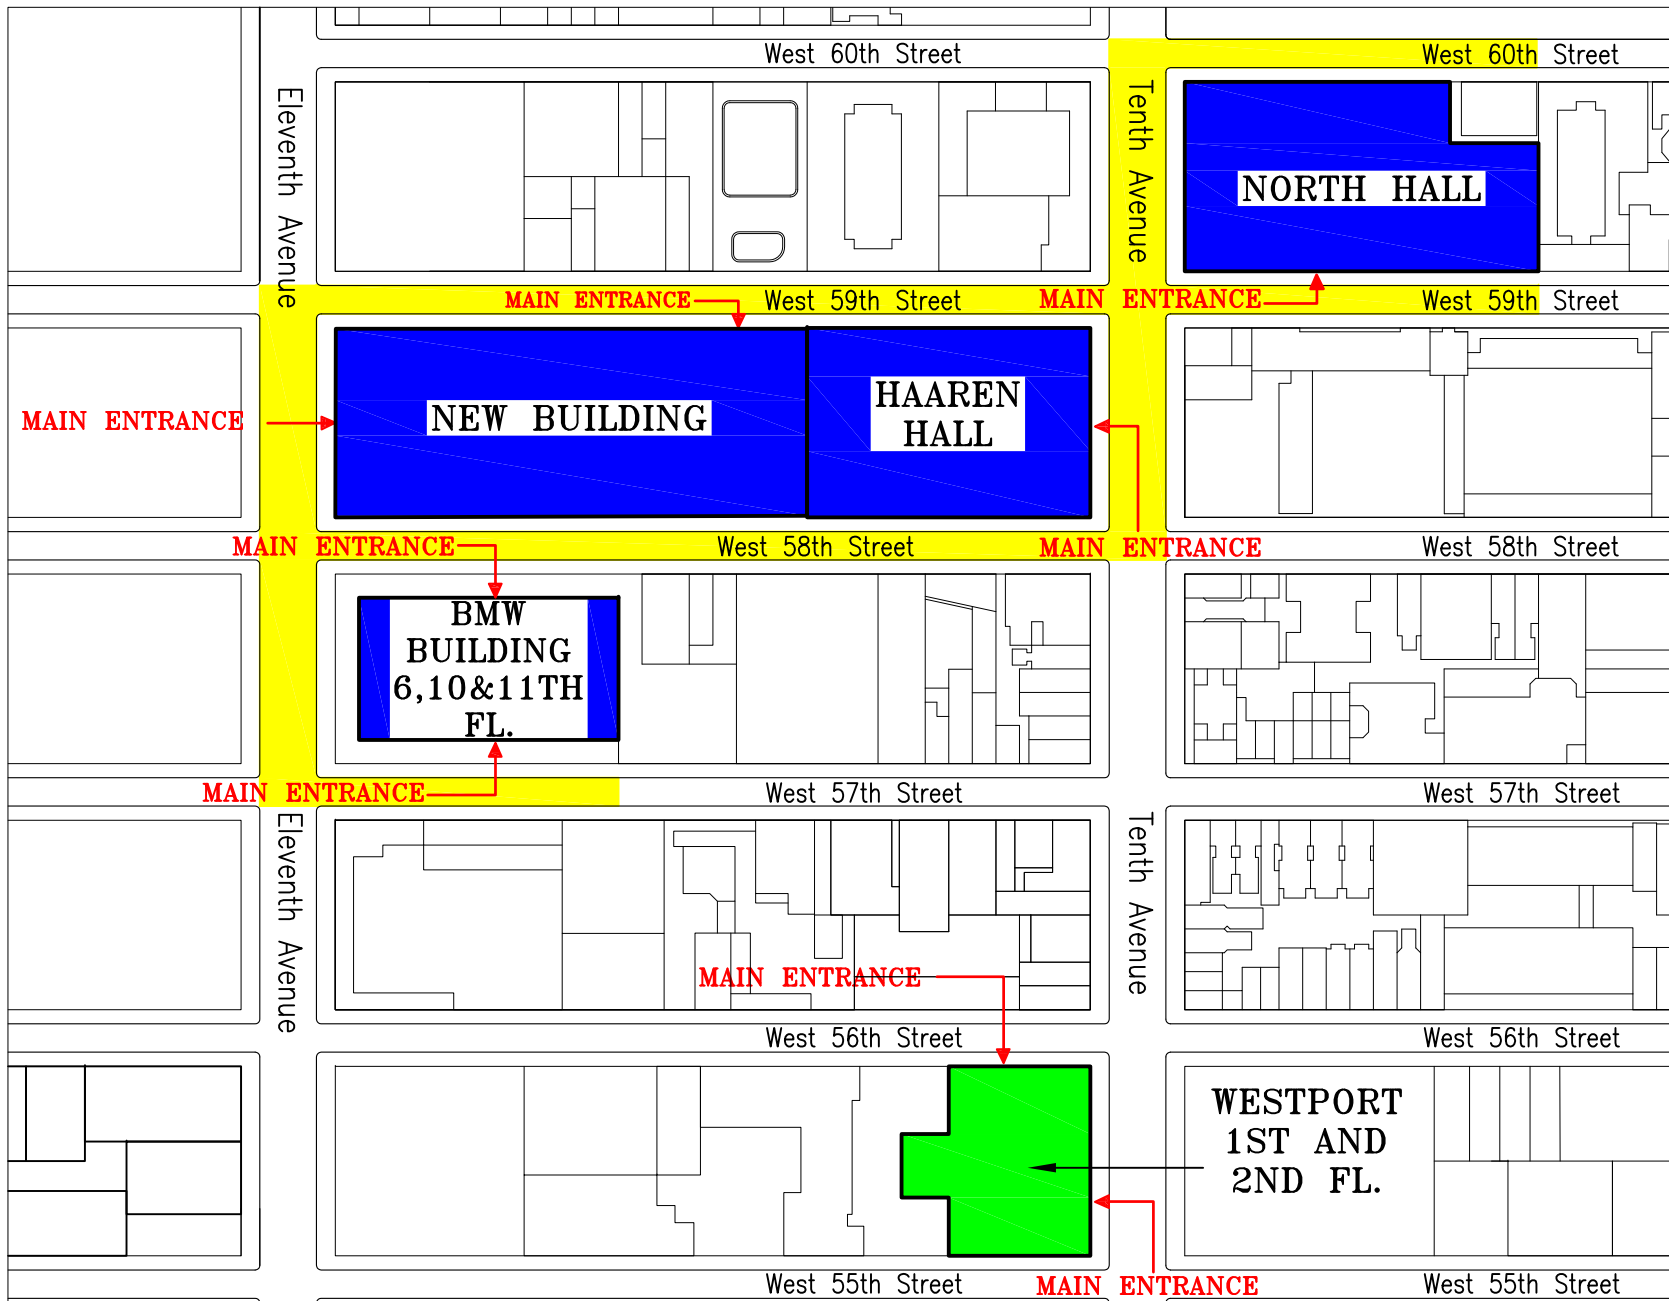 West 60th Street
West 60th Street
Eleventh Avenue
Tenth Avenue
NORTH HALL
MAIN ENTRANCE
West 59th Street
MAIN ENTRANCE
West 59th Street
MAIN ENTRANCE
NEW BUILDING
HAAREN
HALL
MAIN ENTRANCE
West 58th Street
MAIN ENTRANCE
West 58th Street
BMW
BUILDING
6,10&11TH
FL.
MAIN ENTRANCE
West 57th Street
West 57th Street
Eleventh Avenue
Tenth Avenue
MAIN ENTRANCE
West 56th Street
West 56th Street
WESTPORT
1ST AND
2ND FL.
West 55th Street
MAIN ENTRANCE
West 55th Street